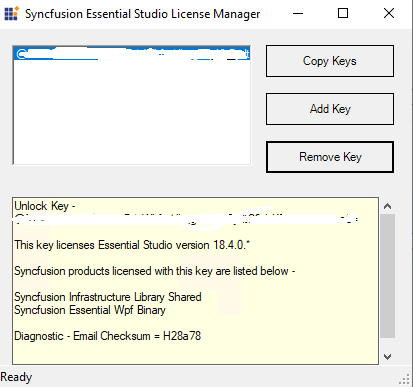 Syncfusion Essential Studio License Manager
Copy Keys
Add Key
Remove Key
Unlock Key -
This key licenses Essential Studio version 18.4.0.*
Syncfusion products licensed with this key are listed below -
Syncfusion Infrastructure Library Shared
Syncfusion Essential Wpf Binary
Diagnostic - Email Checksum = H28a78
Ready